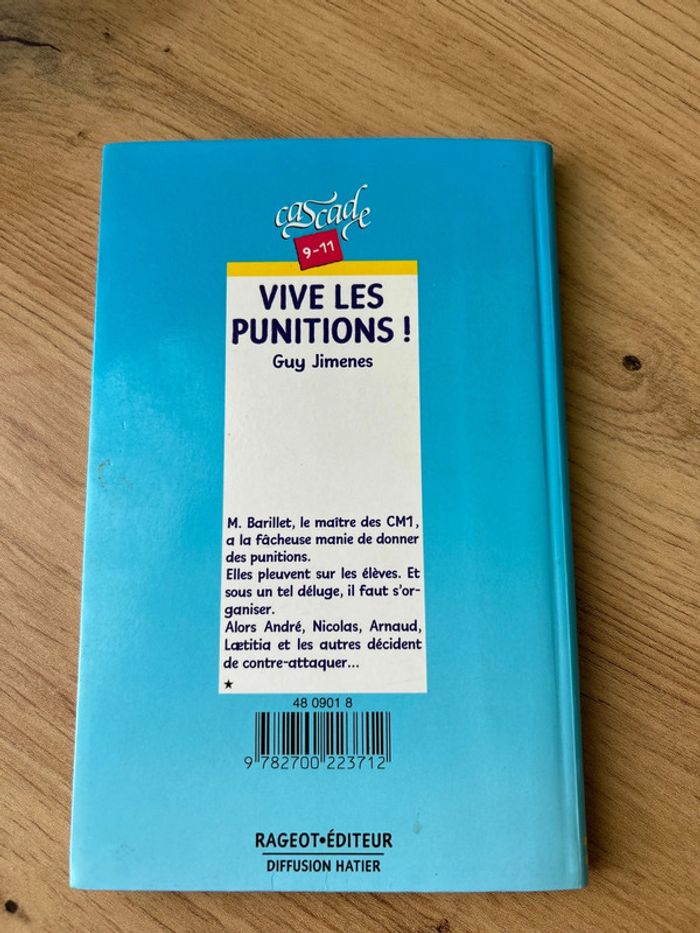 cascade
9-11
VIVE LES
PUNITIONS !
Guy Jimenes
M. Barillet, le maître des CM1,
a la fâcheuse manie de donner
des punitions.
Elles pleuvent sur les élèves. Et
sous un tel déluge, il faut s'or-
ganiser.
Alors André, Nicolas, Arnaud,
Lætitia et les autres décident
de contre-attaquer...
★
48 0901 8
9 782700 223712
RAGEOT•ÉDITEUR
DIFFUSION HATIER